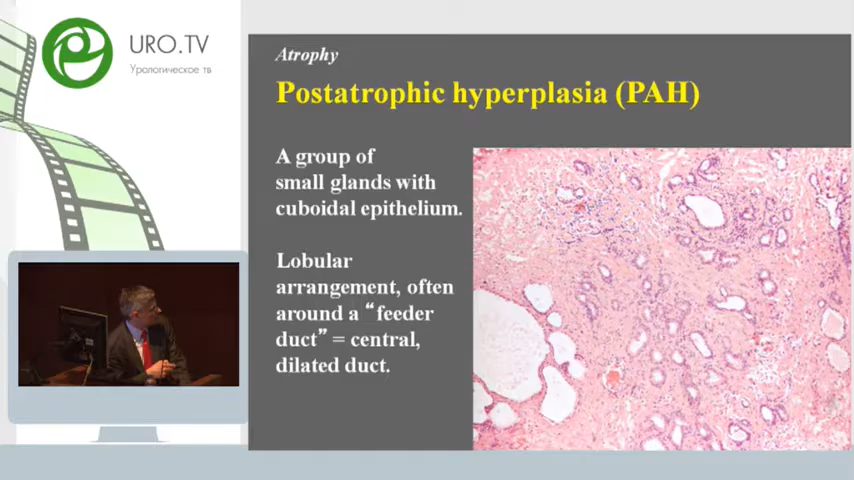 URO.TV
Урологическое тв
Atrophy
Postatrophic hyperplasia (PAH)
A group of
small glands with
cuboidal epithelium.
Lobular
arrangement, often
around a “feeder
duct” = central,
dilated duct.